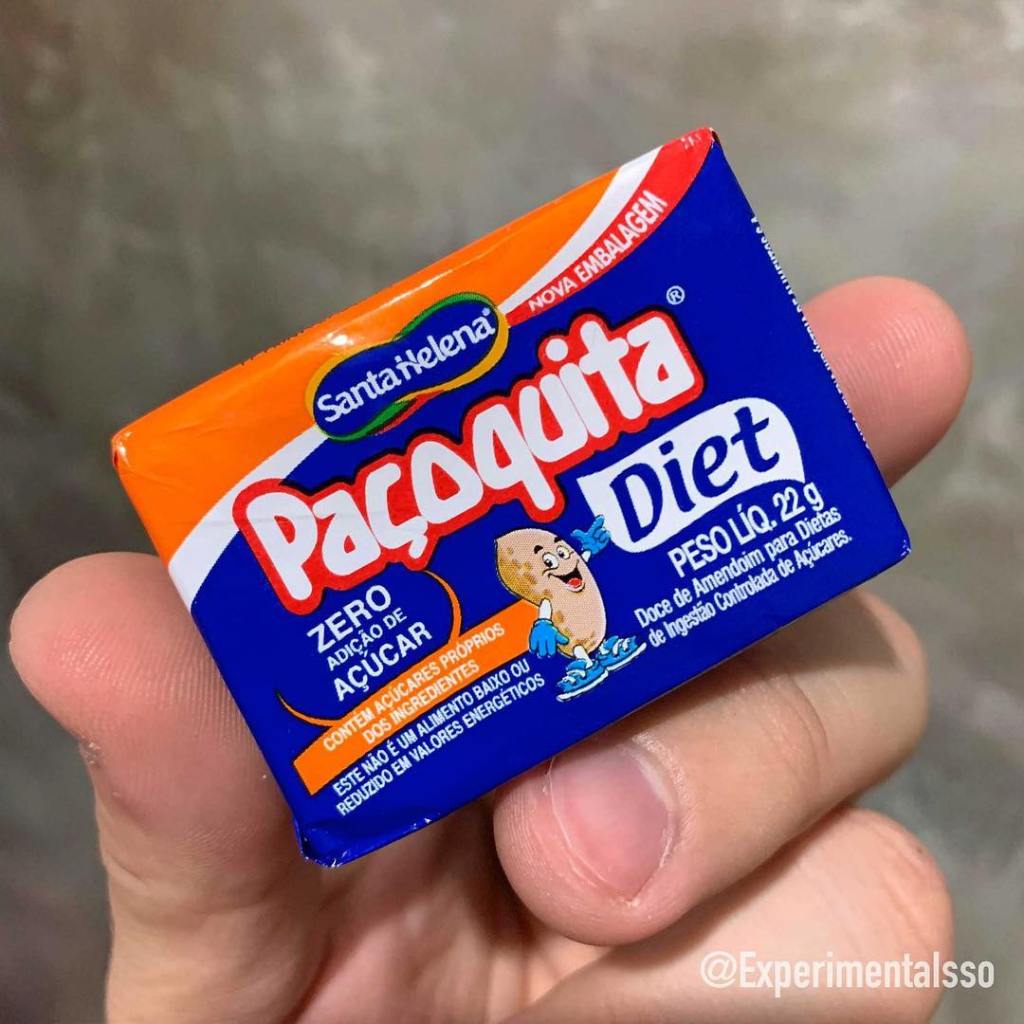 NOVA EMBALAGEM
Santa Helena®
Paçoquita®
Diet
PESO LÍQ. 22 g
Doce de Amendoim para Dietas
de Ingestão Controlada de Açúcares.
ZERO
ADIÇÃO DE
AÇÚCAR
CONTÉM AÇÚCARES PRÓPRIOS
DOS INGREDIENTES
ESTE NÃO É UM ALIMENTO BAIXO OU
REDUZIDO EM VALORES ENERGÉTICOS
@Experimentalsso